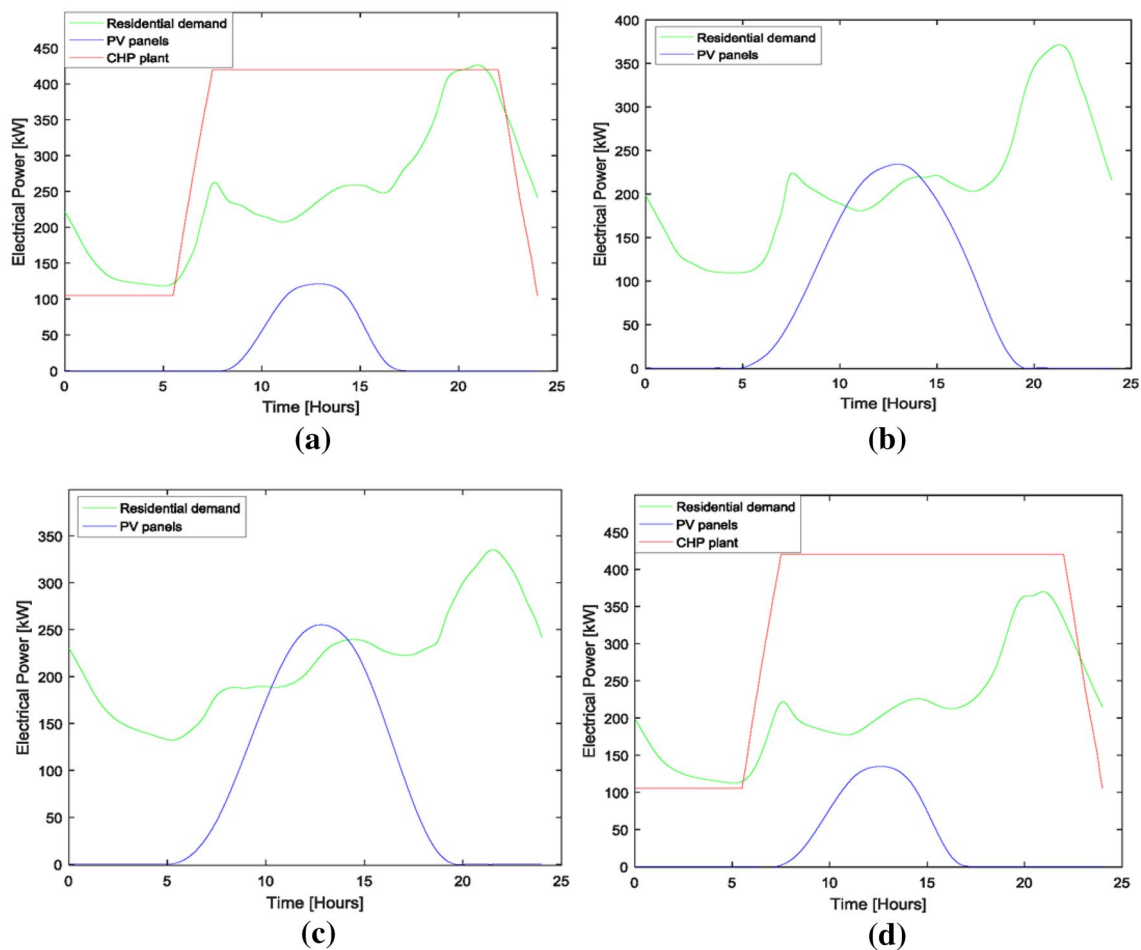 Residential demand
PV panels
CHP plant
450
400
350
300
250
200
150
100
50
0
Electrical Power [kW]
0 5 10 15 20 25
Time [Hours]
(a)
Residential demand
PV panels
400
350
300
250
200
150
100
50
0
Electrical Power [kW]
0 5 10 15 20 25
Time [Hours]
(b)
Residential demand
PV panels
350
300
250
200
150
100
50
0
Electrical Power [kW]
0 5 10 15 20 25
Time [Hours]
(c)
Residential demand
PV panels
CHP plant
450
400
350
300
250
200
150
100
50
0
Electrical Power [kW]
0 5 10 15 20 25
Time [Hours]
(d)